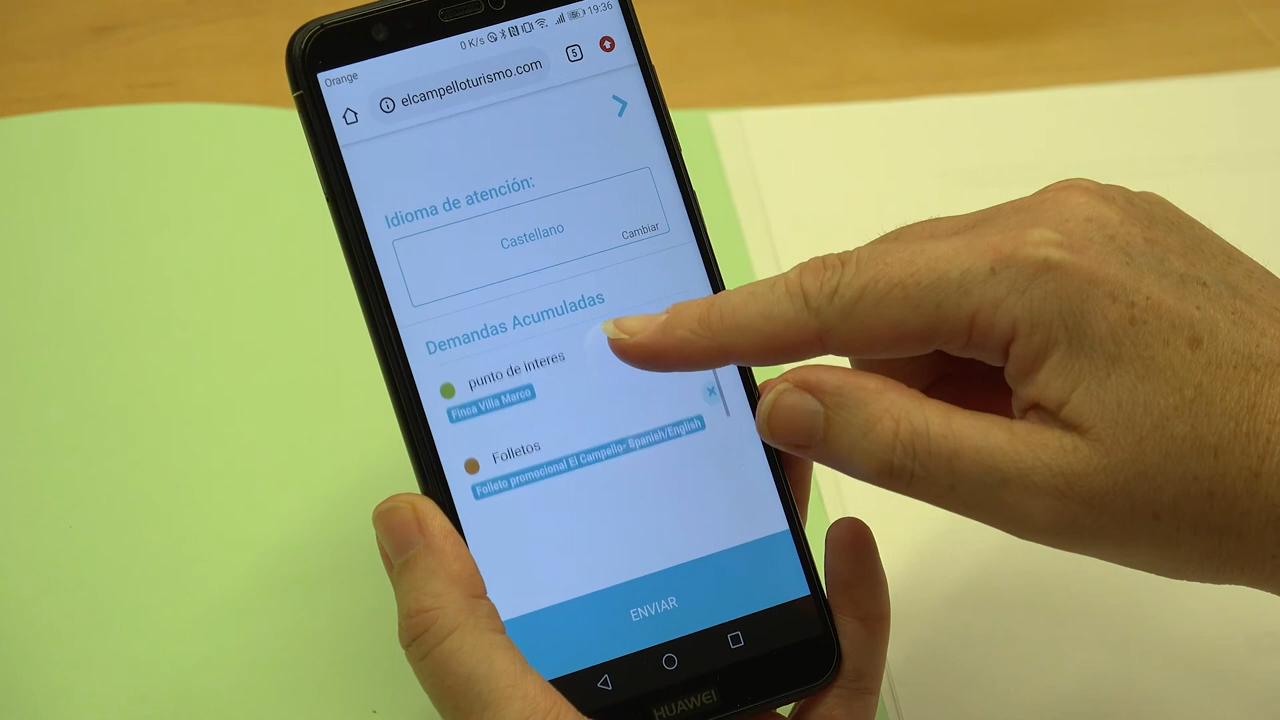 Orange
0 K/s
56
19:36
elcampelloturismo.com
5
Idioma de atención:
Castellano
Cambiar
Demandas Acumuladas
punto de interes
Finca Villa Marco
Folletos
Folleto promocional El Campello- Spanish/English
ENVIAR
HUAWEI